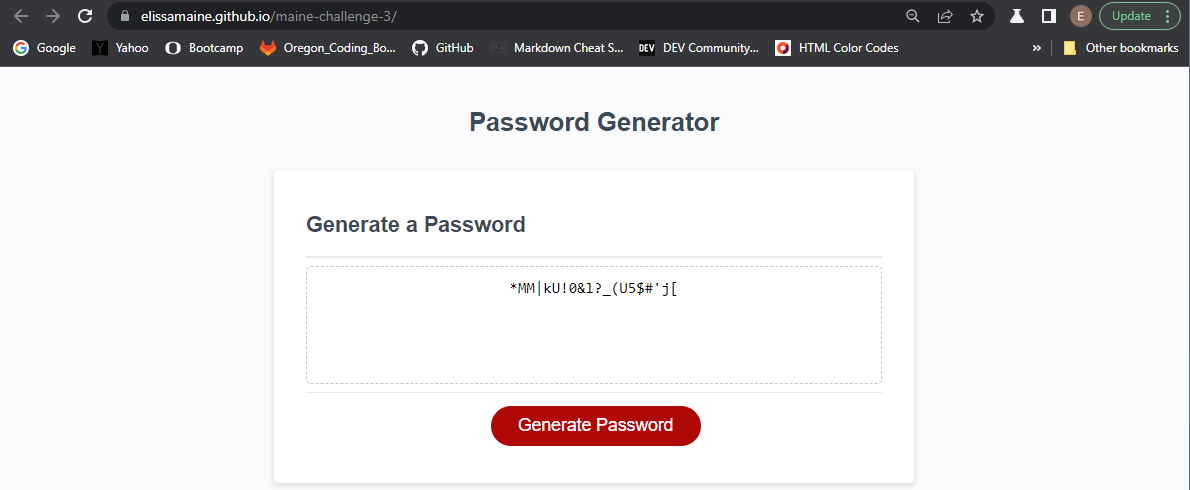 elissamaine.github.io/maine-challenge-3/
E
Update
Google
Yahoo
Bootcamp
Oregon_Coding_Bo...
GitHub
Markdown Cheat S...
DEV
DEV Community...
HTML Color Codes
»
Other bookmarks
Password Generator
Generate a Password
*MM|kU!0&l?_(U5$#'j[
Generate Password